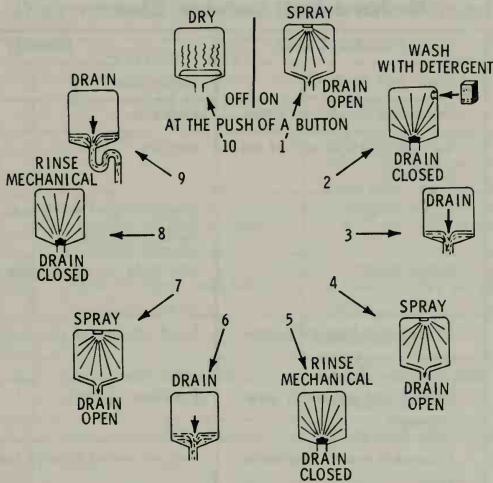 DRY
SPRAY
OFF ON
DRAIN
OPEN
AT THE PUSH OF A BUTTON
10 1
WASH
WITH DETERGENT
2
DRAIN
CLOSED
3
DRAIN
4
SPRAY
DRAIN
OPEN
5
RINSE
MECHANICAL
DRAIN
CLOSED
6
DRAIN
7
SPRAY
DRAIN
OPEN
8
RINSE
MECHANICAL
DRAIN
CLOSED
9
DRAIN